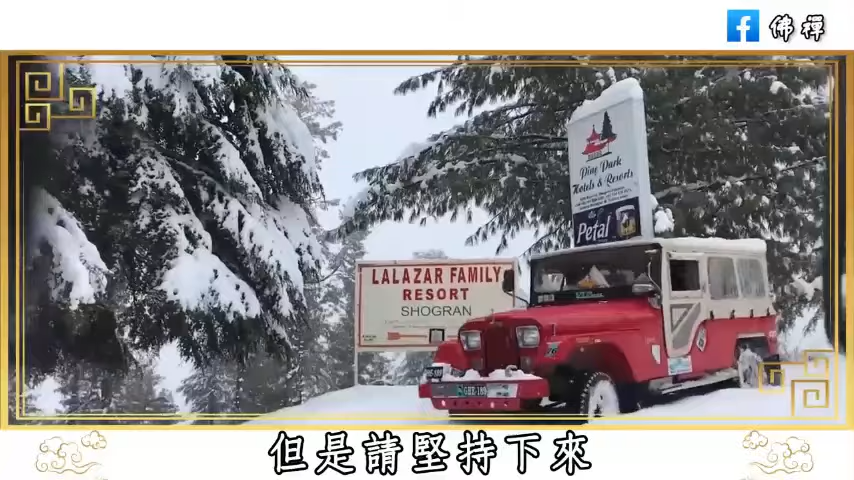 佛禪
Pine Park
Hotels & Resorts
Petal
LALAZAR FAMILY
RESORT
SHOGRAN
但是請堅持下來